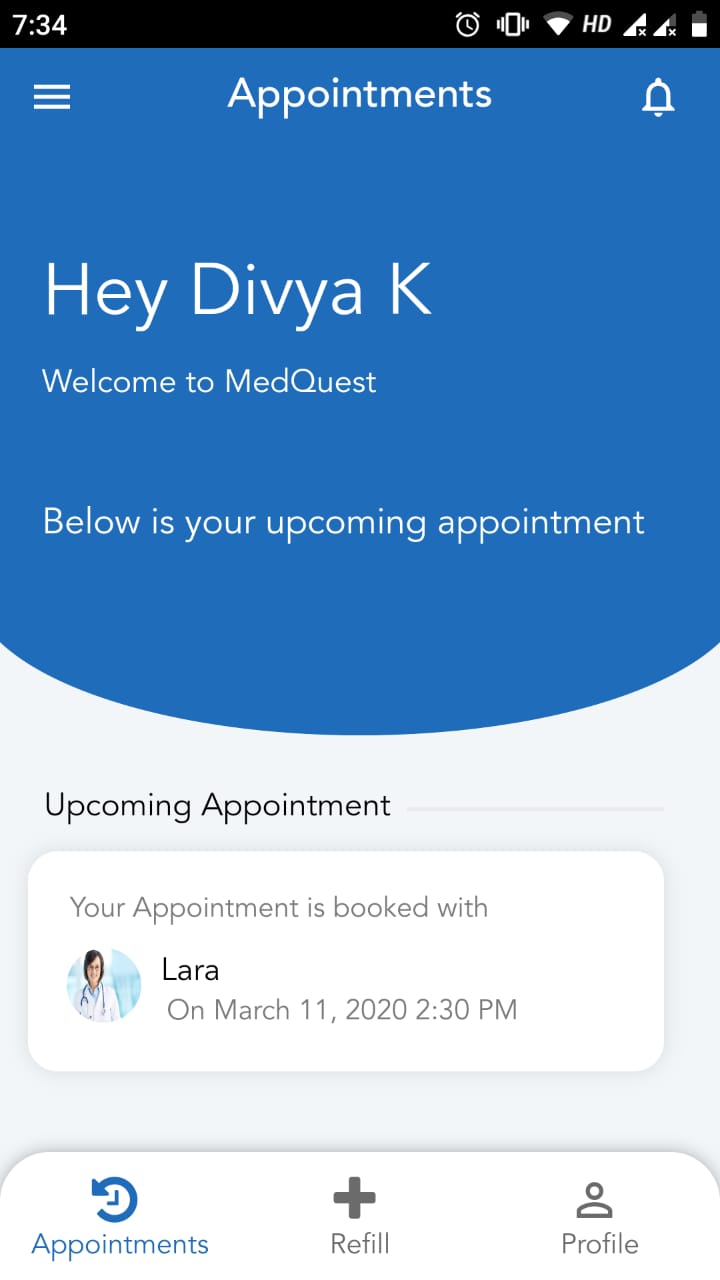 7:34
HD
Appointments
Hey Divya K
Welcome to MedQuest
Below is your upcoming appointment
Upcoming Appointment
Your Appointment is booked with
Lara
On March 11, 2020 2:30 PM
Appointments
Refill
Profile